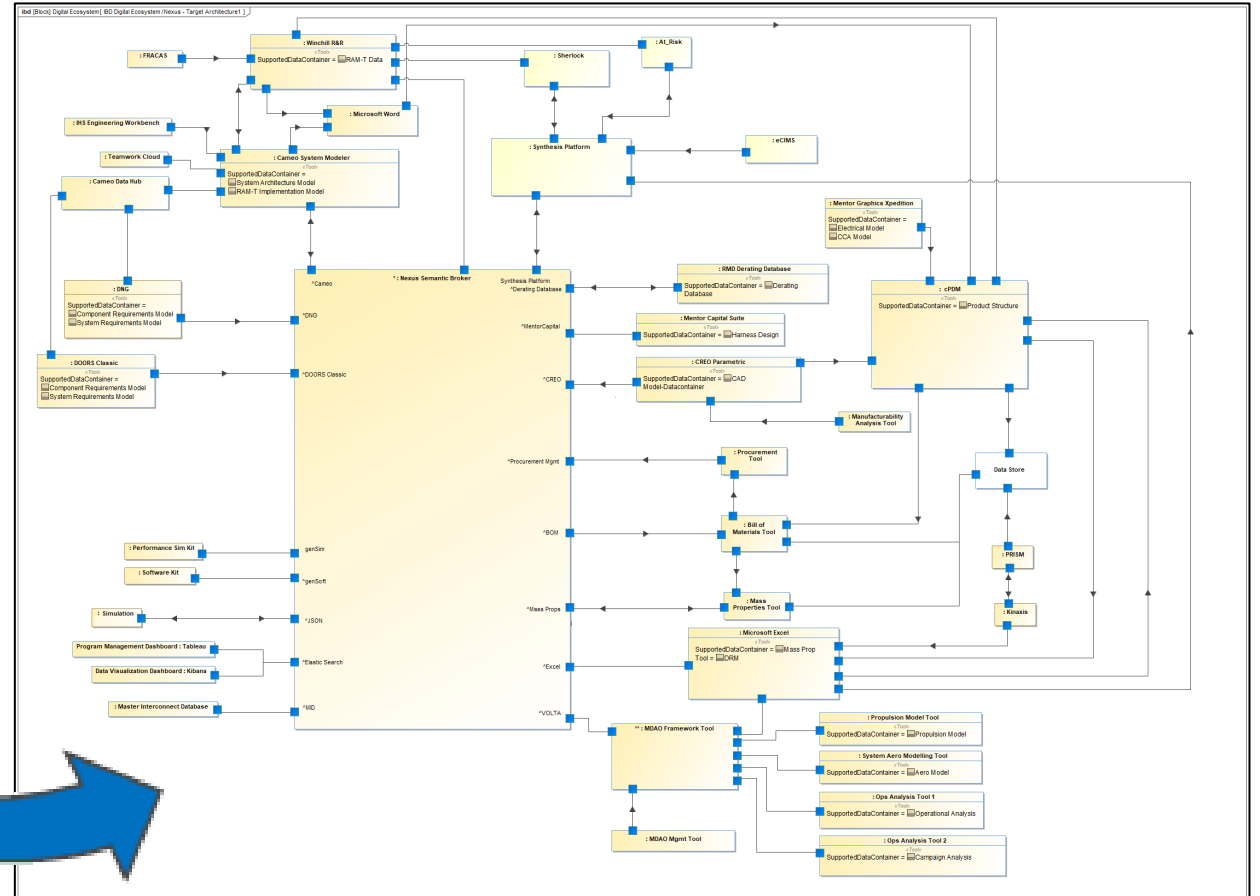 ibd [Block] Digital Ecosystem[ IBD Digital Ecosystem /Nexus - Target Architecture1 ]
: Winchill R&R
«Tool»
SupportedDataContainer = RAM-T Data
: FRACAS
: Sherlock
: At_Risk
: Microsoft Word
: IHS Engineering Workbench
: Teamwork Cloud
: Cameo Data Hub
: Cameo System Modeler
«Tool»
SupportedDataContainer =
System Architecture Model
RAM-T Implementation Model
: Synthesis Platform
: eCIMS
: Mentor Graphics Xpedition
«Tool»
SupportedDataContainer =
Electrical Model
CCA Model
: DNG
«Tool»
SupportedDataContainer =
Component Requirements Model
System Requirements Model
: DOORS Classic
«Tool»
SupportedDataContainer =
Component Requirements Model
System Requirements Model
^: Nexus Semantic Broker
^Cameo
Synthesis Platform
^Derating Database
^DNG
^MentorCapital
^DOORS Classic
^CREO
^Procurement Mgmt
^BOM
genSim
^genSoft
^Mass Props
^JSON
^Elastic Search
^Excel
^MID
^VOLTA
: RMD Derating Database
«Tool»
SupportedDataContainer = Derating
Database
: Mentor Capital Suite
«Tool»
SupportedDataContainer = Harness Design
: CREO Parametric
«Tool»
SupportedDataContainer = CAD
Model-Datacontainer
: cPDM
«Tool»
SupportedDataContainer = Product Structure
: Manufacturability
Analysis Tool
: Procurement
Tool
Data Store
: Bill of
Materials Tool
: PRISM
: Mass
Properties Tool
: Kinaxis
: Performance Sim Kit
: Software Kit
: Simulation
Program Management Dashboard : Tableau
Data Visualization Dashboard : Kibana
: Master Interconnect Database
: Microsoft Excel
«Tool»
SupportedDataContainer = Mass Prop
Tool = DRM
** : MDAO Framework Tool
: MDAO Mgmt Tool
: Propulsion Model Tool
«Tool»
SupportedDataContainer = Propulsion Model
: System Aero Modelling Tool
«Tool»
SupportedDataContainer = Aero Model
: Ops Analysis Tool 1
«Tool»
SupportedDataContainer = Operational Analysis
: Ops Analysis Tool 2
«Tool»
SupportedDataContainer = Campaign Analysis